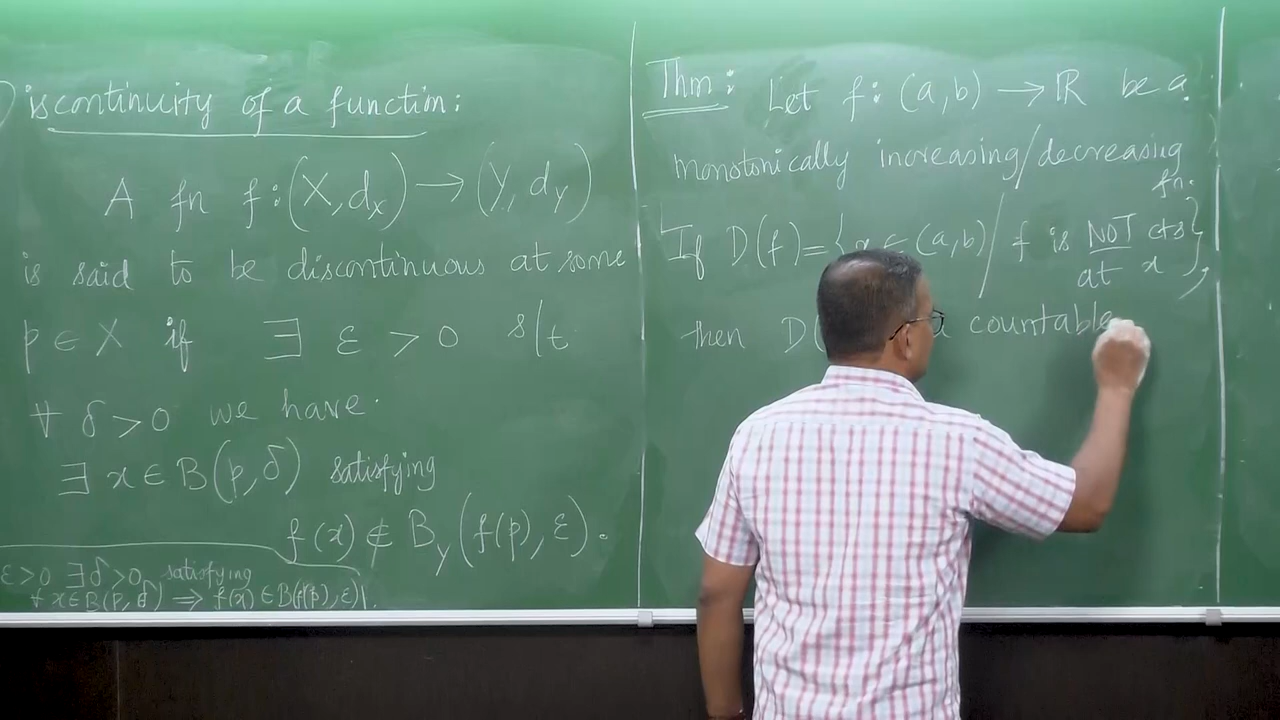 Discontinuity of a function:
A fn f:(X,dx)→(Y,dy)
is said to be discontinuous at some
p ∈ X if ∃ ε > 0 s/t
∀ δ>0 we have
∃ x ∈ B(p,δ) satisfying
f(x) ∉ By(f(p),ε).
ε>0 ∃δ>0 satisfying
x∈B(p,δ) ⇒ f(x)∈B(f(p),ε).
Thm: Let f:(a,b)→ℝ be a
monotonically increasing/decreasing
fn.
If D(f)={x ∈ (a,b)/ f is NOT cts
at x},
then D( countable